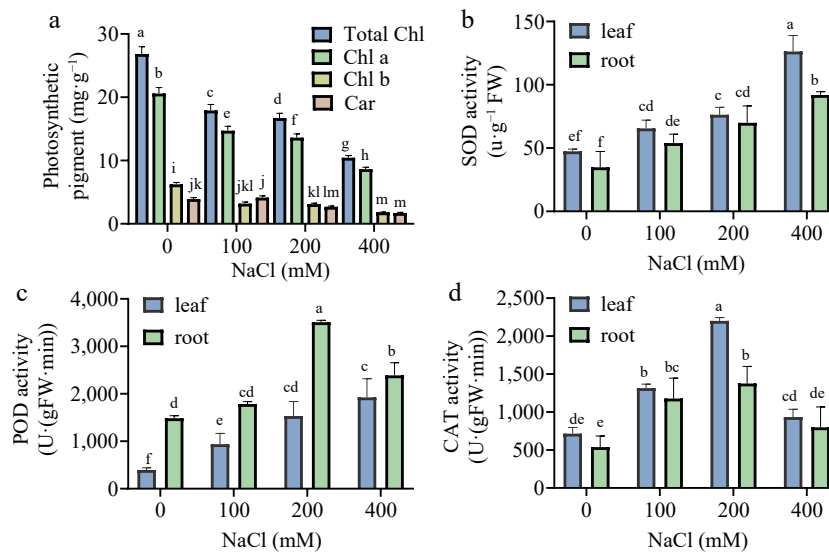 a
Total Chl
Chl a
Chl b
Car
Photosynthetic
pigment (mg·g⁻¹)
30
20
10
0
a
b
i
jk
c
e
jkl
j
d
f
kl
lm
g
h
m
m
0
100
200
400
NaCl (mM)
b
leaf
root
SOD activity
(u·g⁻¹ FW)
150
100
50
0
ef
f
cd
de
c
cd
a
b
0
100
200
400
NaCl (mM)
c
leaf
root
POD activity
(U·(gFW·min))
4,000
3,000
2,000
1,000
0
f
d
e
cd
cd
a
c
b
0
100
200
400
NaCl (mM)
d
leaf
root
CAT activity
(U·(gFW·min))
2,500
2,000
1,500
1,000
500
0
de
e
b
bc
a
b
cd
de
0
100
200
400
NaCl (mM)